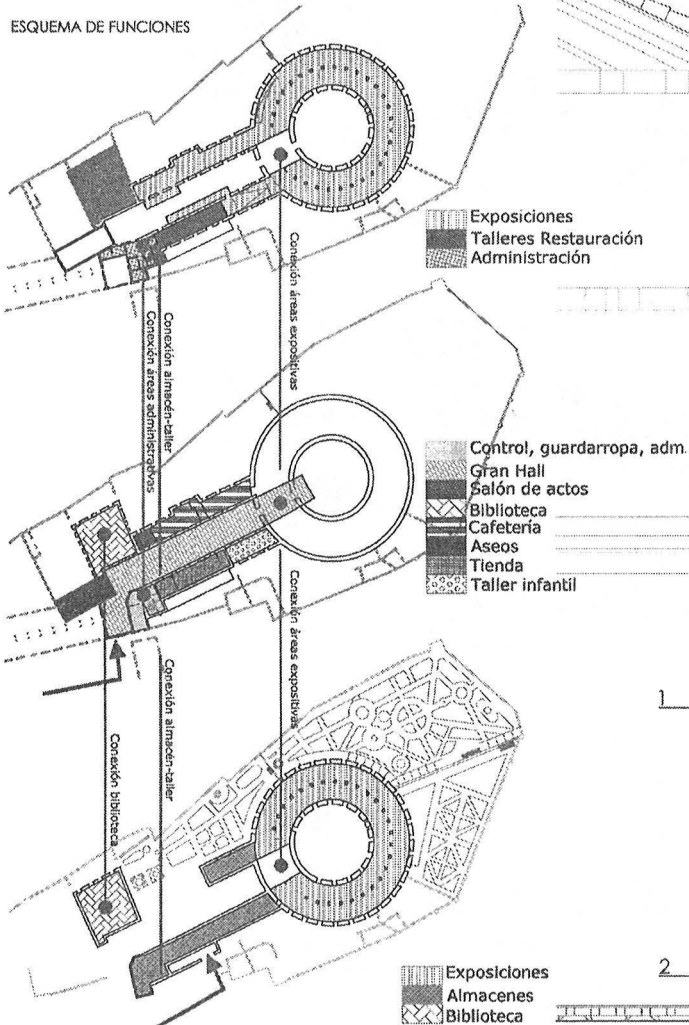 ESQUEMA DE FUNCIONES
Exposiciones
Talleres Restauración
Administración
Conexión áreas expositivas
Conexión almacén-taller
Conexión áreas administrativas
Control, guardarropa, adm.
Gran Hall
Salón de actos
Biblioteca
Cafetería
Aseos
Tienda
Taller infantil
Conexión áreas expositivas
Conexión almacén-taller
Conexión biblioteca
1
2
Exposiciones
Almacenes
Biblioteca